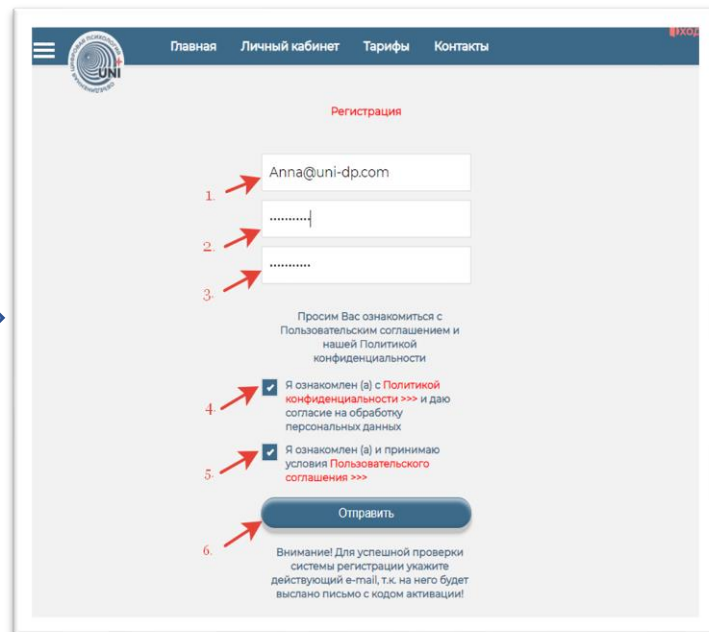 Главная Личный кабинет Тарифы Контакты
UNI
Регистрация
1. Anna@uni-dp.com
2. ...........
3. ...........
Просим Вас ознакомиться с
Пользовательским соглашением и
нашей Политикой
конфиденциальности
Я ознакомлен (а) с Политикой
4. конфиденциальности >>> и даю
согласие на обработку
персональных данных
Я ознакомлен (а) и принимаю
условия Пользовательского
5. соглашения >>>
Отправить
6.
Внимание! Для успешной проверки
системы регистрации укажите
действующий e-mail, т.к. на него будет
выслано письмо с кодом активации!